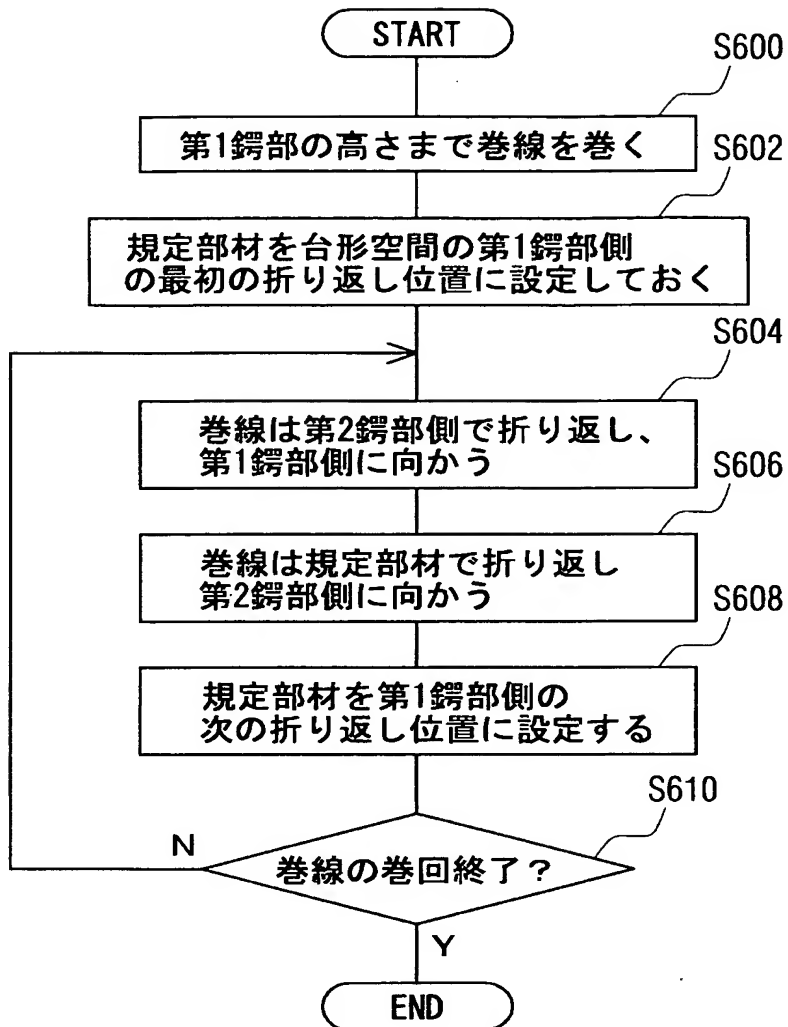 START
S600
第1鍔部の高さまで巻線を巻く
S602
規定部材を台形空間の第1鍔部側
の最初の折り返し位置に設定しておく
S604
巻線は第2鍔部側で折り返し、
第1鍔部側に向かう
S606
巻線は規定部材で折り返し
第2鍔部側に向かう
S608
規定部材を第1鍔部側の
次の折り返し位置に設定する
S610
N
巻線の巻回終了?
Y
END